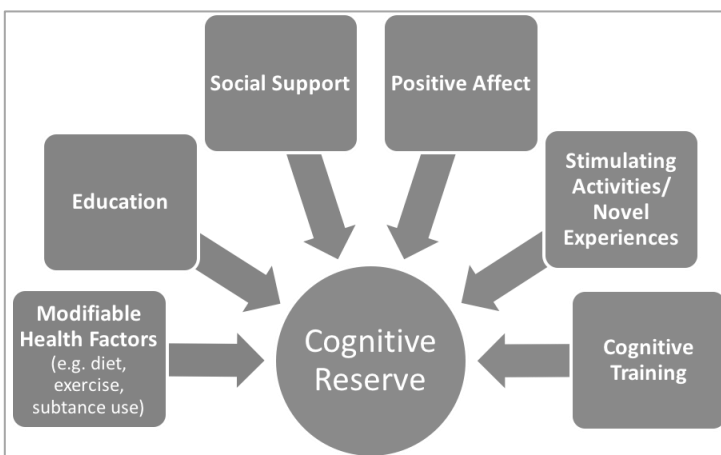 Social Support
Positive Affect
Education
Stimulating
Activities/
Novel
Experiences
Modifiable
Health Factors
(e.g. diet,
exercise,
subtance use)
Cognitive
Reserve
Cognitive
Training